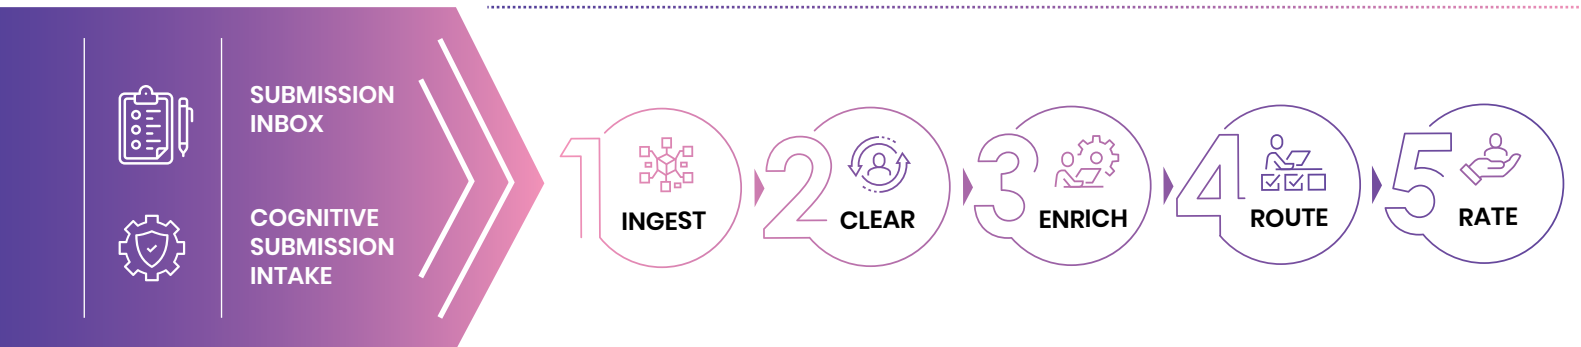 SUBMISSION
INBOX
COGNITIVE
SUBMISSION
INTAKE
1 INGEST
2 CLEAR
3 ENRICH
4 ROUTE
5 RATE